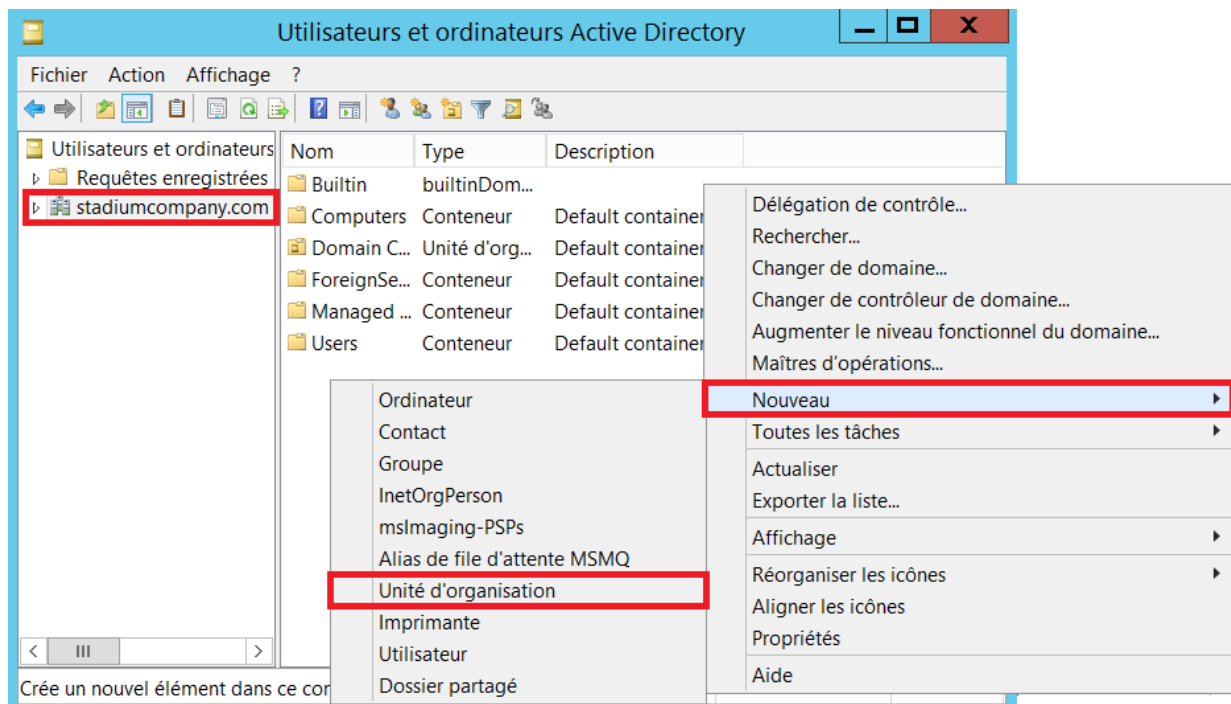 Utilisateurs et ordinateurs Active Directory
Fichier Action Affichage ?
Utilisateurs et ordinateurs
Requêtes enregistrées
stadiumcompany.com
Nom Type Description
Builtin builtinDom...
Computers Conteneur Default container
Domain C... Unité d'org... Default container
ForeignSe... Conteneur Default container
Managed ... Conteneur Default container
Users Conteneur Default container
Délégation de contrôle...
Rechercher...
Changer de domaine...
Changer de contrôleur de domaine...
Augmenter le niveau fonctionnel du domaine...
Maîtres d'opérations...
Nouveau
Toutes les tâches
Actualiser
Exporter la liste...
Affichage
Réorganiser les icônes
Aligner les icônes
Propriétés
Aide
Ordinateur
Contact
Groupe
InetOrgPerson
msImaging-PSPs
Alias de file d'attente MSMQ
Unité d'organisation
Imprimante
Utilisateur
Dossier partagé
Crée un nouvel élément dans ce cor